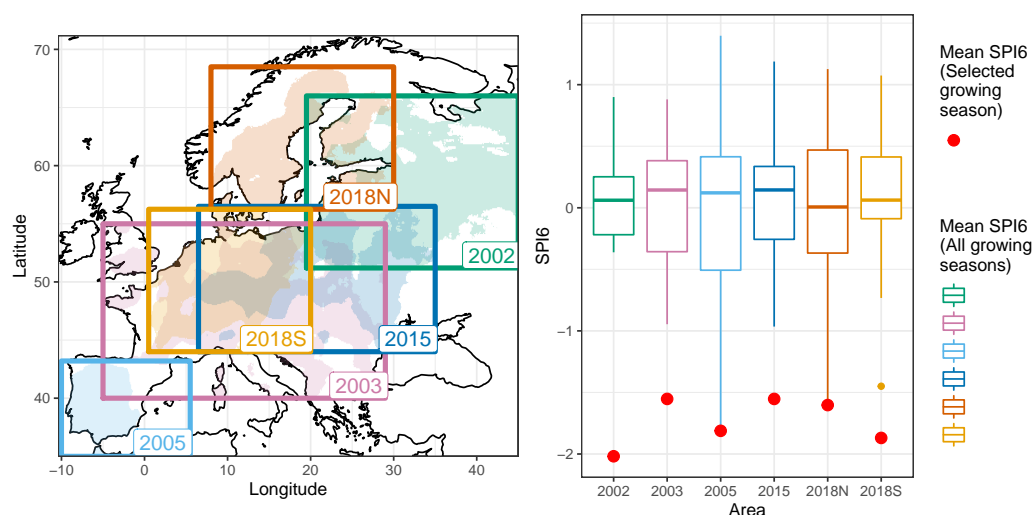 70
60
50
40
Latitude
−10
0
10
20
30
40
Longitude
2018N
2002
2018S
2015
2003
2005
1
0
−1
−2
SPI6
2002
2003
2005
2015
2018N
2018S
Area
Mean SPI6
(Selected
growing
season)
Mean SPI6
(All growing
seasons)